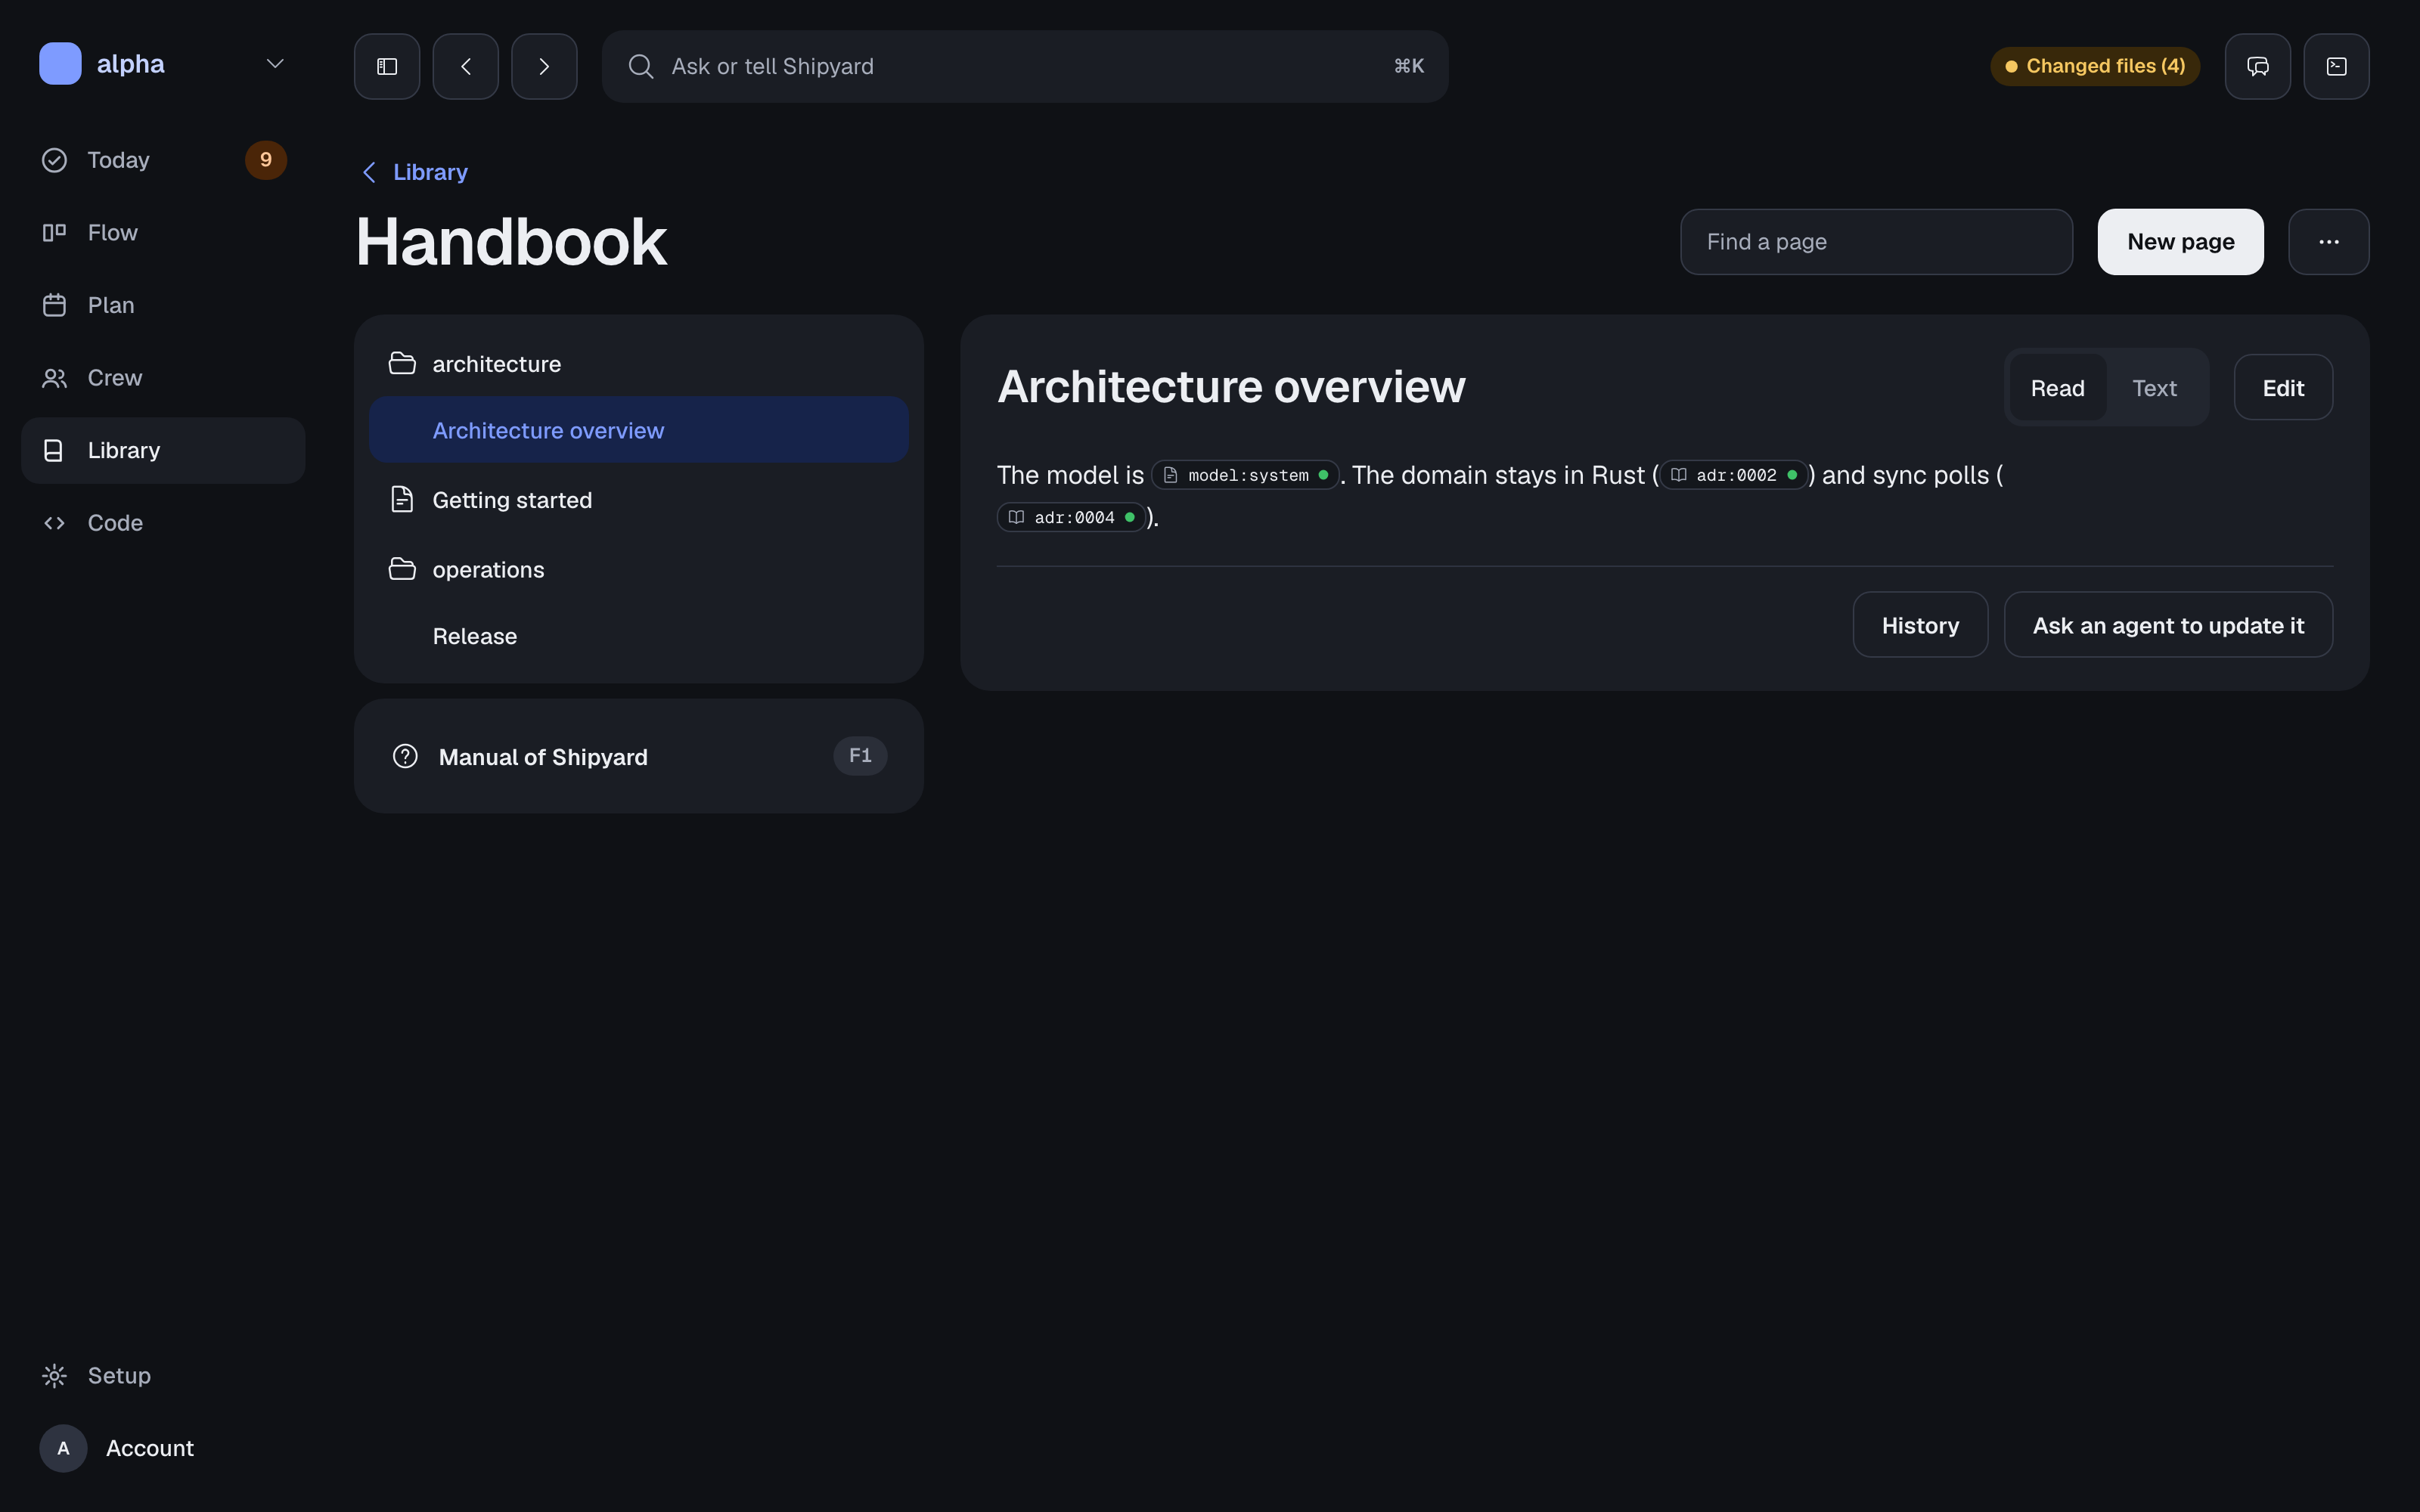 alpha
Ask or tell Shipyard
⌘K
Changed files (4)
Today
9
Flow
Plan
Crew
Library
Code
Library
Handbook
Find a page
New page
architecture
Architecture overview
Getting started
operations
Release
Manual of Shipyard
F1
Architecture overview
Read
Text
Edit
The model is model:system. The domain stays in Rust (adr:0002) and sync polls (
adr:0004).
History
Ask an agent to update it
Setup
A
Account